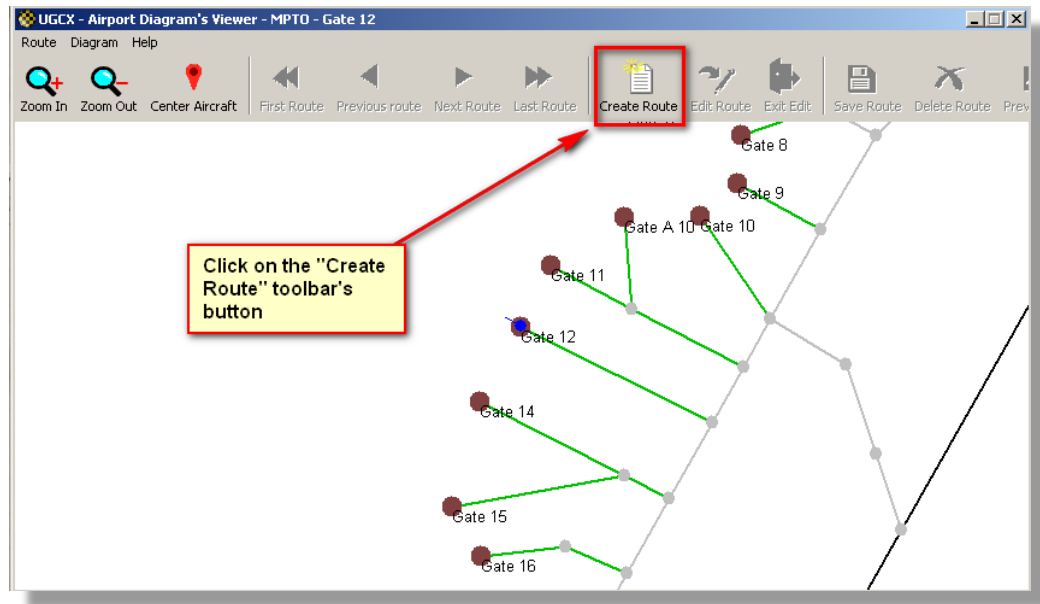 UGCX - Airport Diagram's Viewer - MPTO - Gate 12
Route Diagram Help
Zoom In Zoom Out Center Aircraft First Route Previous route Next Route Last Route Create Route Edit Route Exit Edit Save Route Delete Route Prev
Gate 8
Gate 9
Gate A 10 Gate 10
Gate 11
Click on the "Create
Route" toolbar's
button
Gate 12
Gate 14
Gate 15
Gate 16